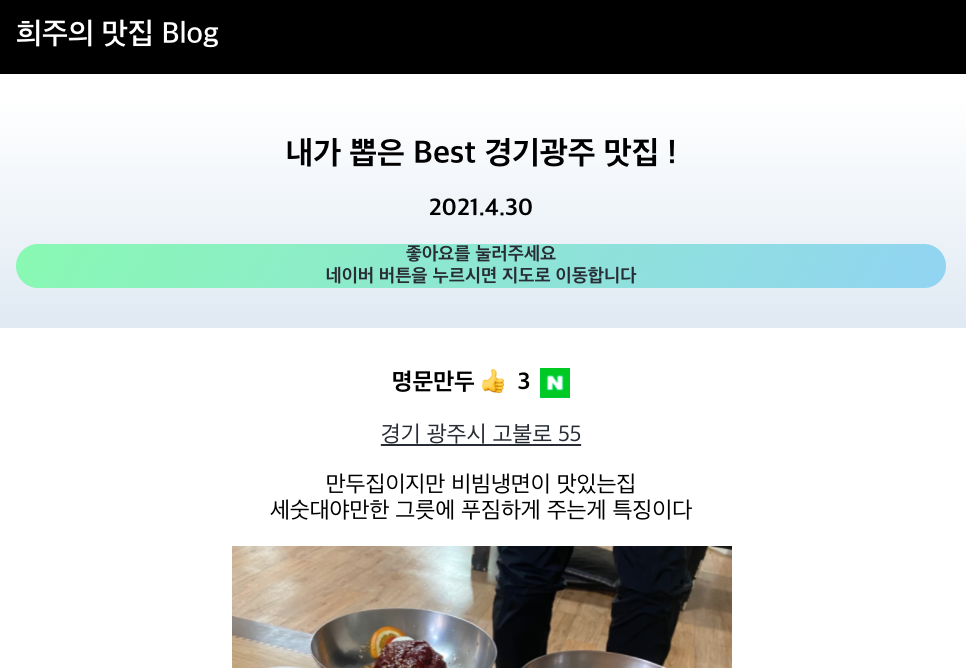 희주의 맛집 Blog
내가 뽑은 Best 경기광주 맛집 !
2021.4.30
좋아요를 눌러주세요
네이버 버튼을 누르시면 지도로 이동합니다
명문만두 👍 3 N
경기 광주시 고불로 55
만두집이지만 비빔냉면이 맛있는집
세숫대야만한 그릇에 푸짐하게 주는게 특징이다